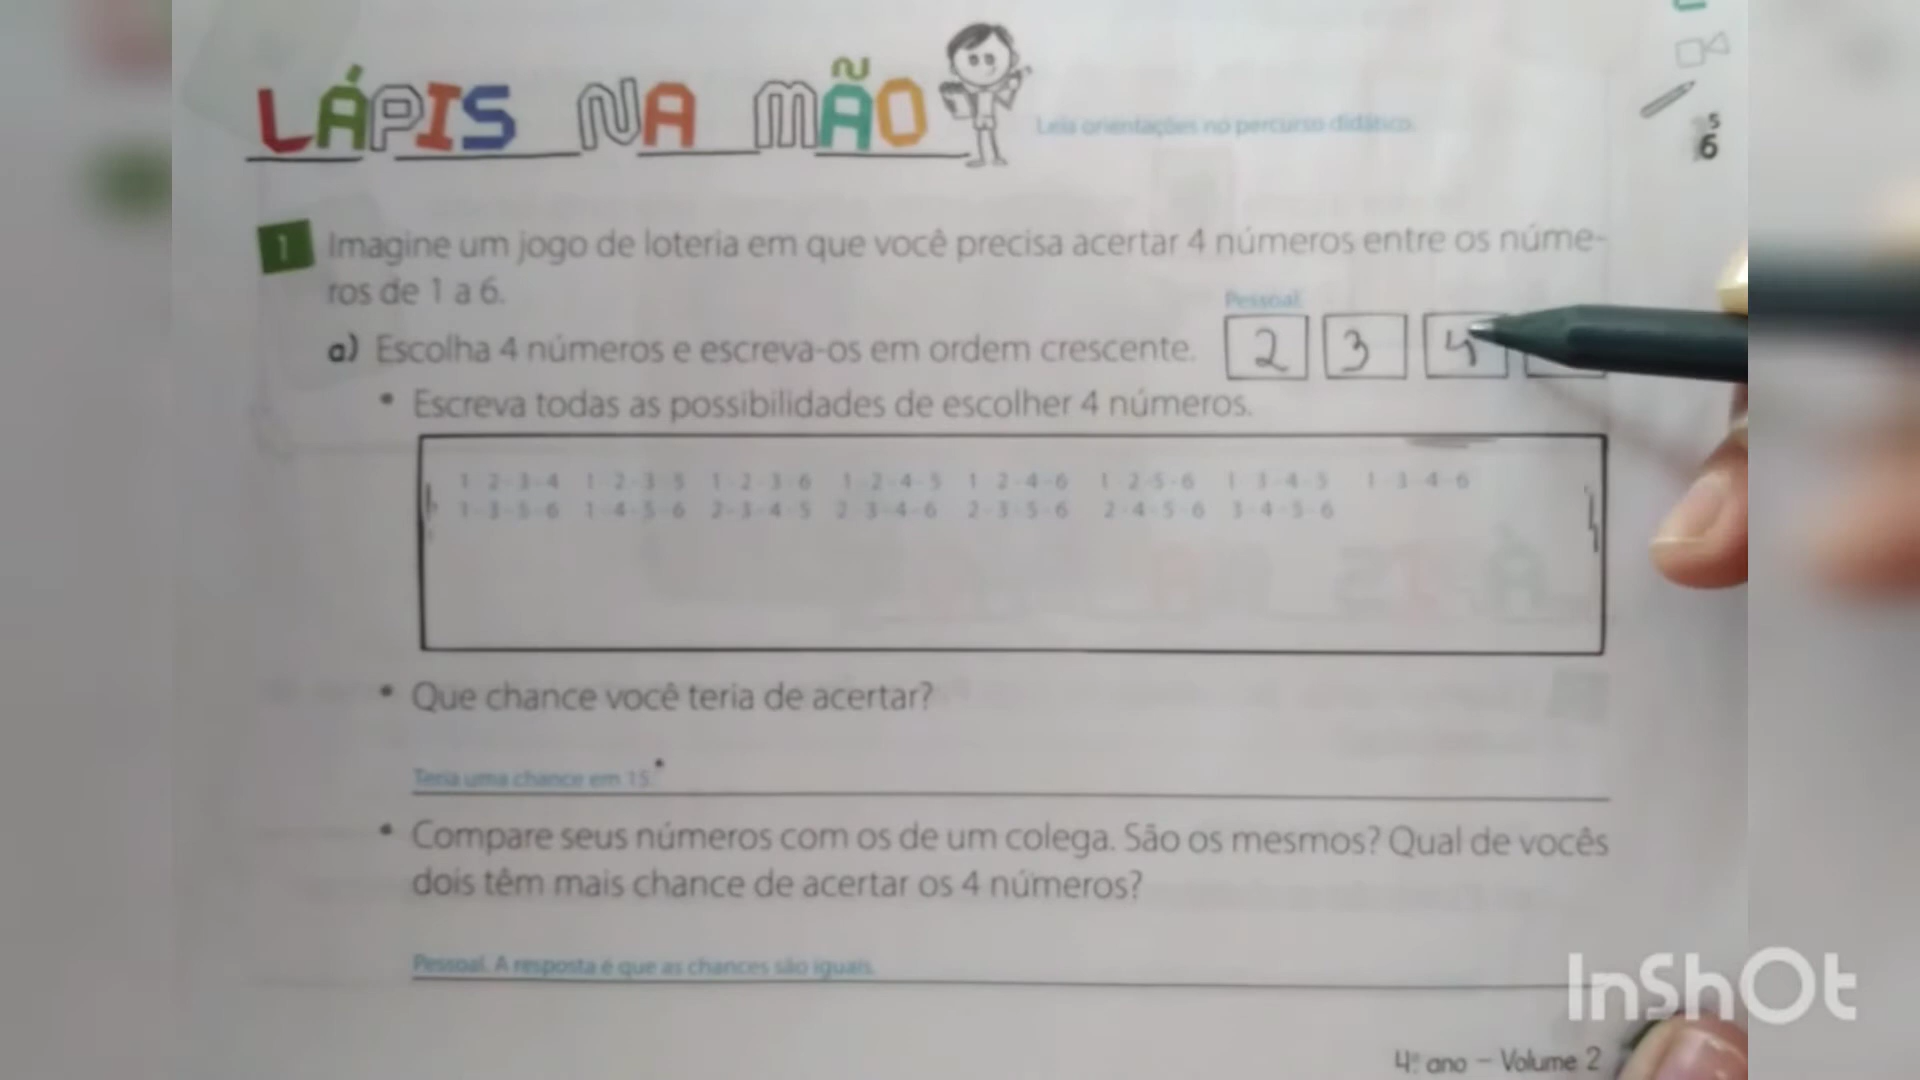 LÁPIS NA MÃO
Leia orientações no percurso didático.
5
6
1 Imagine um jogo de loteria em que você precisa acertar 4 números entre os núme-
ros de 1 a 6.
Pessoal.
a) Escolha 4 números e escreva-os em ordem crescente. 2 3 4
• Escreva todas as possibilidades de escolher 4 números.
1 - 2 - 3 - 4 1 - 2 - 3 - 5 1 - 2 - 3 - 6 1 - 2 - 4 - 5 1 - 2 - 4 - 6 1 - 2 - 5 - 6 1 - 3 - 4 - 5 1 - 3 - 4 - 6
1 - 3 - 5 - 6 1 - 4 - 5 - 6 2 - 3 - 4 - 5 2 - 3 - 4 - 6 2 - 3 - 5 - 6 2 - 4 - 5 - 6 3 - 4 - 5 - 6
• Que chance você teria de acertar?
Teria uma chance em 15.
• Compare seus números com os de um colega. São os mesmos? Qual de vocês
dois têm mais chance de acertar os 4 números?
Pessoal. A resposta é que as chances são iguais.
InShOt
4º. ano – Volume 2